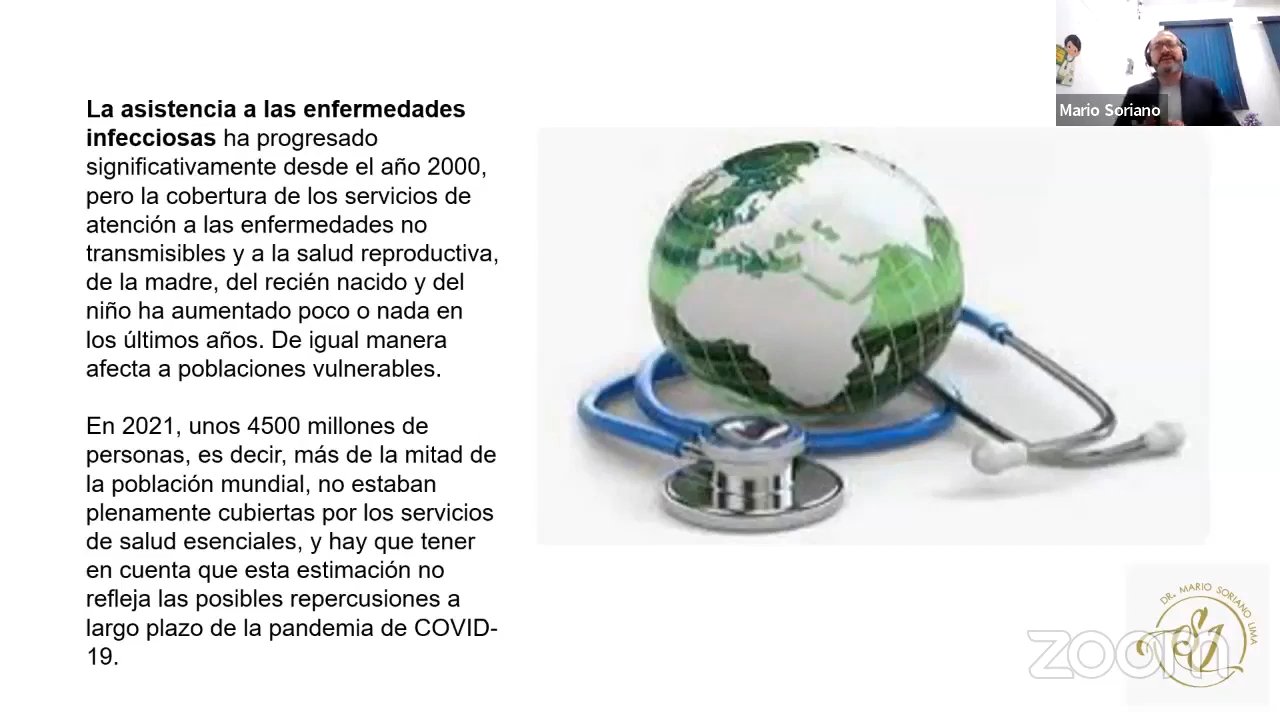 La asistencia a las enfermedades
infecciosas ha progresado
significativamente desde el año 2000,
pero la cobertura de los servicios de
atención a las enfermedades no
transmisibles y a la salud reproductiva,
de la madre, del recién nacido y del
niño ha aumentado poco o nada en
los últimos años. De igual manera
afecta a poblaciones vulnerables.
En 2021, unos 4500 millones de
personas, es decir, más de la mitad de
la población mundial, no estaban
plenamente cubiertas por los servicios
de salud esenciales, y hay que tener
en cuenta que esta estimación no
refleja las posibles repercusiones a
largo plazo de la pandemia de COVID-
19.
Mario Soriano
DR. MARIO SORIANO LIMA
zoom